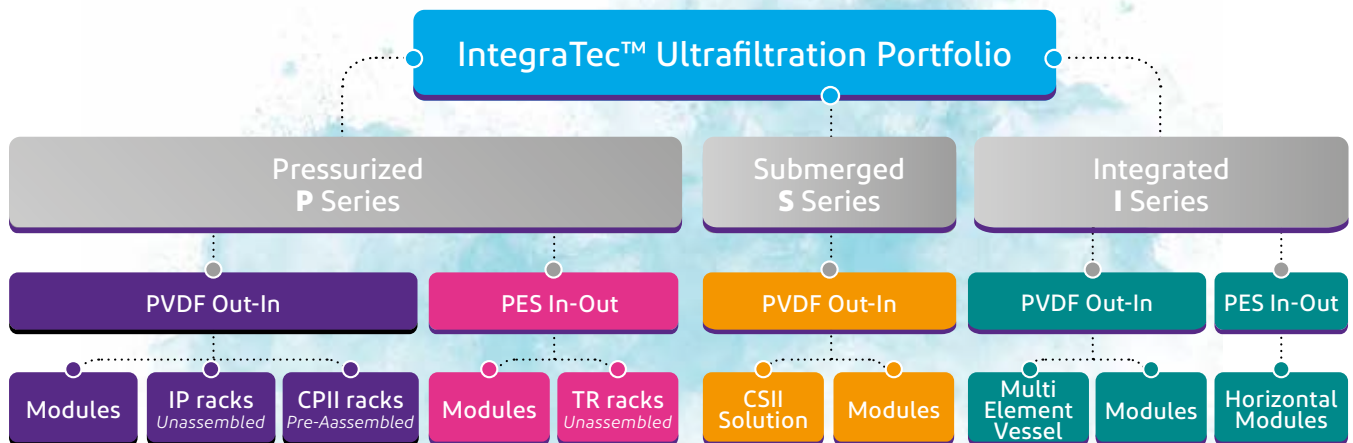 IntegraTec™ Ultrafiltration Portfolio
Pressurized
P Series
Submerged
S Series
Integrated
I Series
PVDF Out-In
PES In-Out
PVDF Out-In
PVDF Out-In
PES In-Out
Modules
IP racks
Unassembled
CPII racks
Pre-Aassembled
Modules
TR racks
Unassembled
CSII
Solution
Modules
Multi
Element
Vessel
Modules
Horizontal
Modules